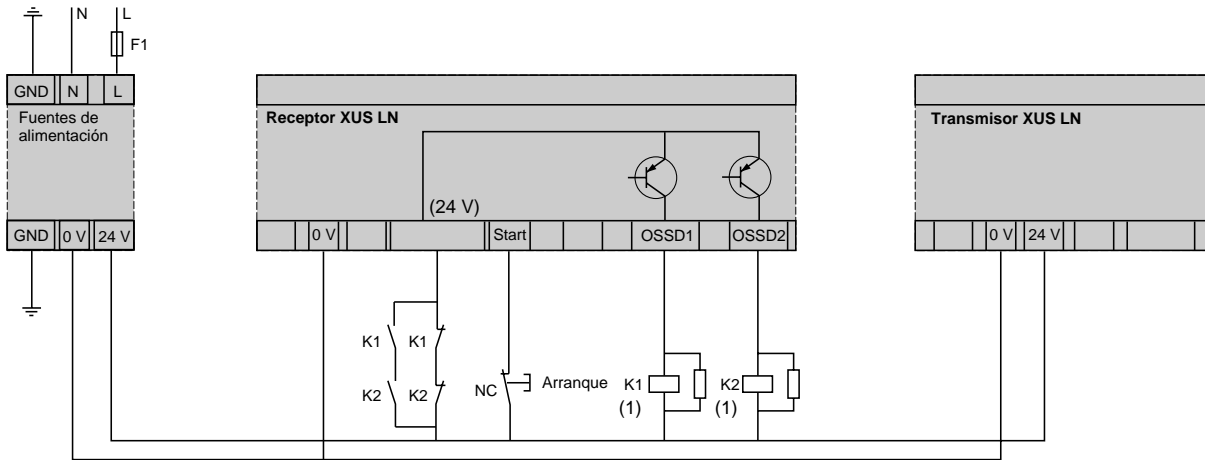 N L
F1
GND N L
Fuentes de
alimentación
GND 0 V 24 V
Receptor XUS LN
(24 V)
0 V Start OSSD1 OSSD2
Transmisor XUS LN
0 V 24 V
K1 K1
K2 K2
NC
Arranque
K1
(1)
K2
(1)